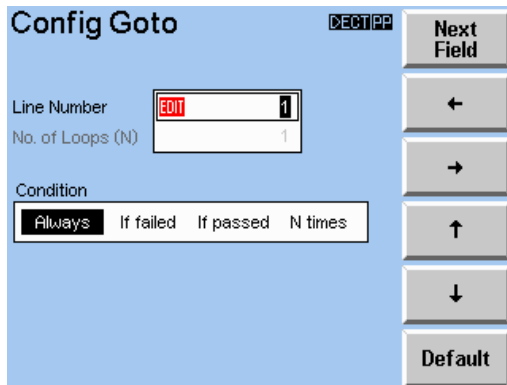 Config Goto
DECT PP
Line Number EDIT 1
No. of Loops (N) 1
Condition
Always If failed If passed N times
Next Field
←
→
↑
↓
Default